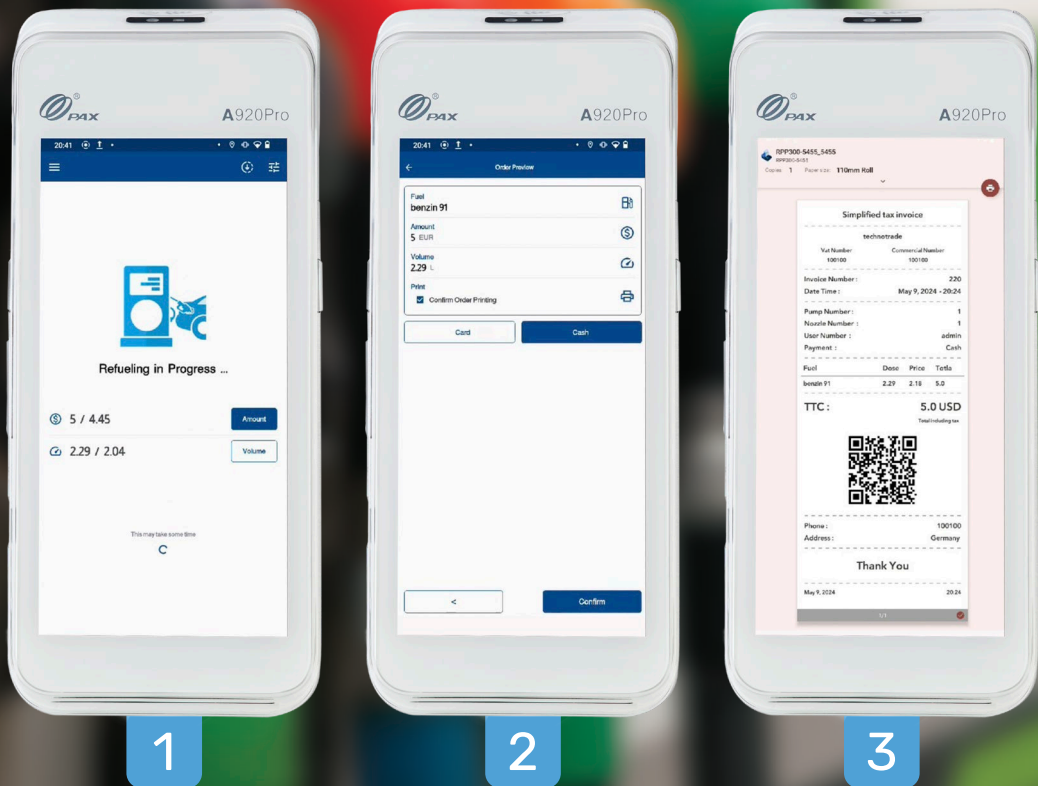 PAX®
A920Pro
20:41
Refueling in Progress ...
5 / 4.45
Amount
2.29 / 2.04
Volume
This may take some time
1
PAX®
A920Pro
20:41
Order Preview
Fuel
benzin 91
Amount
5 EUR
Volume
2.29 L
Print
Confirm Order Printing
Card Cash
< Confirm
2
PAX®
A920Pro
RPP300-5455_5455
RPP300-5455
Copies: 1 Paper size: 110mm Roll
Simplified tax invoice
technotrade
Vat Number Commercial Number
100100 100100
Invoice Number : 220
Date Time : May 9, 2024 - 20:24
Pump Number : 1
Nozzle Number : 1
User Number : admin
Payment : Cash
Fuel Dose Price Totla
benzin 91 2.29 2.18 5.0
TTC : 5.0 USD
Total including tax
Phone : 100100
Address : Germany
Thank You
May 9, 2024 20:24
1/1
3